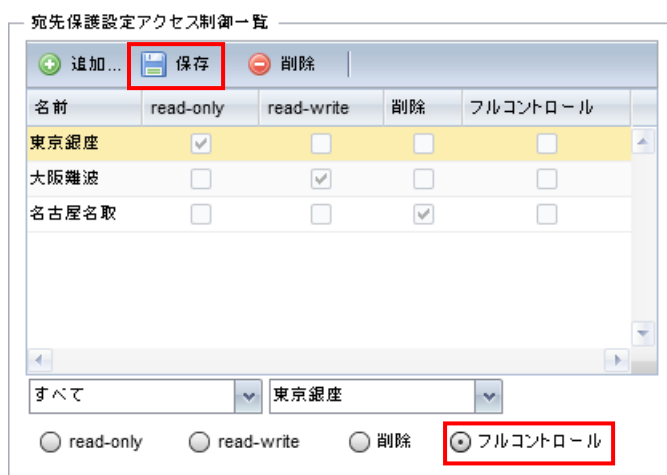 宛先保護設定アクセス制御一覧
追加... 保存 削除
名前 read-only read-write 削除 フルコントロール
東京銀座
大阪難波
名古屋名取
すべて 東京銀座
read-only read-write 削除 フルコントロール